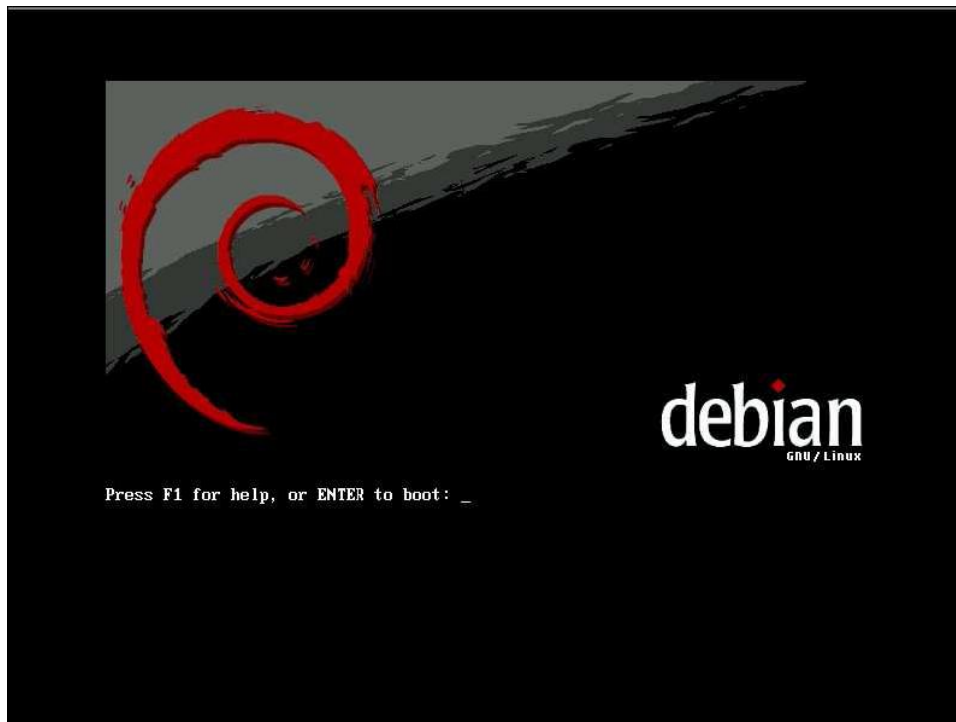 debian
GNU/Linux
Press F1 for help, or ENTER to boot: _